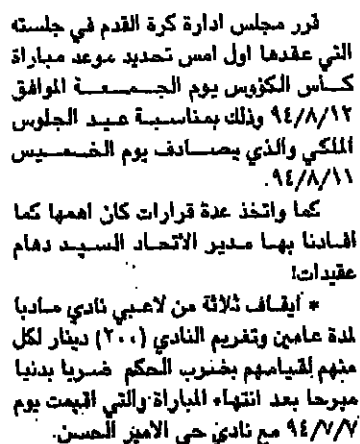 قرر مجلس ادارة كرة القدم في جلسته
التي عقدها اول امس تحديد موعد مباراة
كأس الكؤوس يوم الجمعة الموافق
٩٤/٨/١٢ وذلك بمناسبة عيد الجلوس
الملكي والذي يصادف يوم الخميس
٩٤/٨/١١.
كما واتخذ عدة قرارات كان اهمها كما
افادنا بها مدير الاتحاد السيد دهام
عقيدات!
* ايقاف ثلاثة من لاعبي نادي مادبا
لمدة عامين وتغريم النادي (٢٠٠) دينار لكل
منهم لقيامهم بضرب الحكم ضربا بدنيا
مبرحا بعد انتهاء المباراة والتي اقيمت يوم
٩٤/٧/٧ مع نادي حي الامير الحسن.